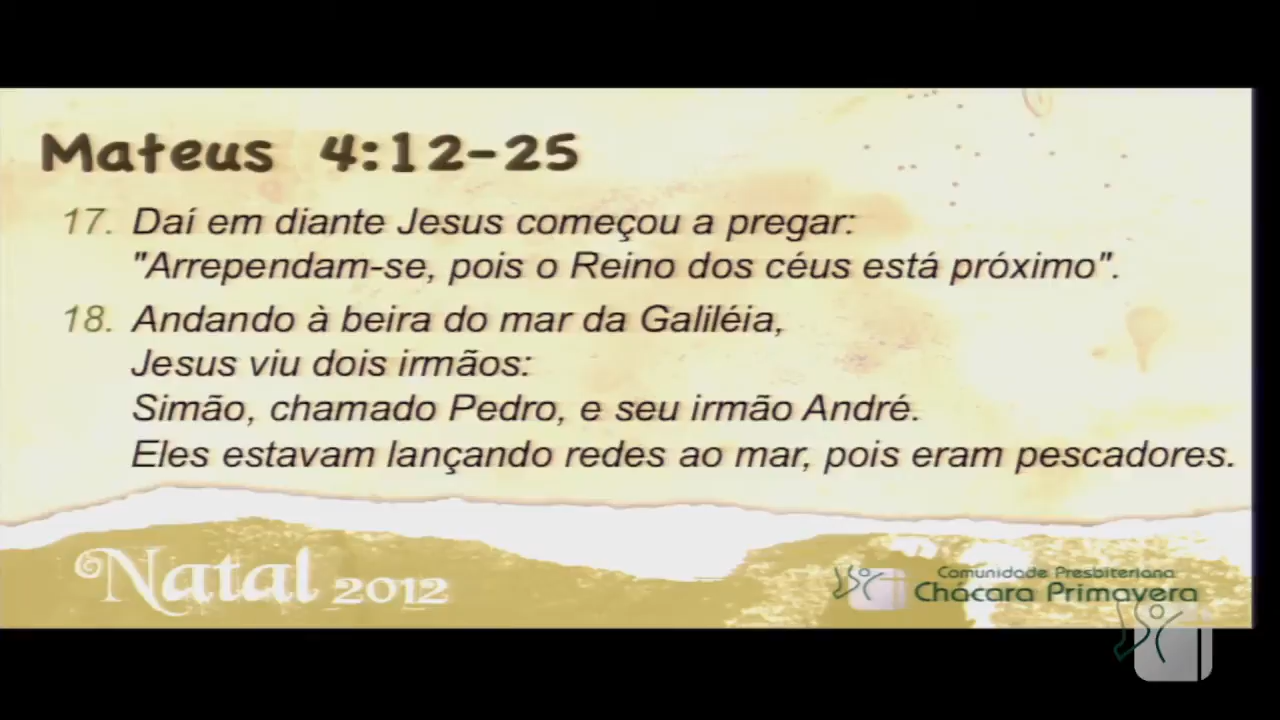 Mateus 4:12-25
17. Daí em diante Jesus começou a pregar:
"Arrependam-se, pois o Reino dos céus está próximo".
18. Andando à beira do mar da Galiléia,
Jesus viu dois irmãos:
Simão, chamado Pedro, e seu irmão André.
Eles estavam lançando redes ao mar, pois eram pescadores.
Natal 2012
Comunidade Presbiteriana
Chácara Primavera